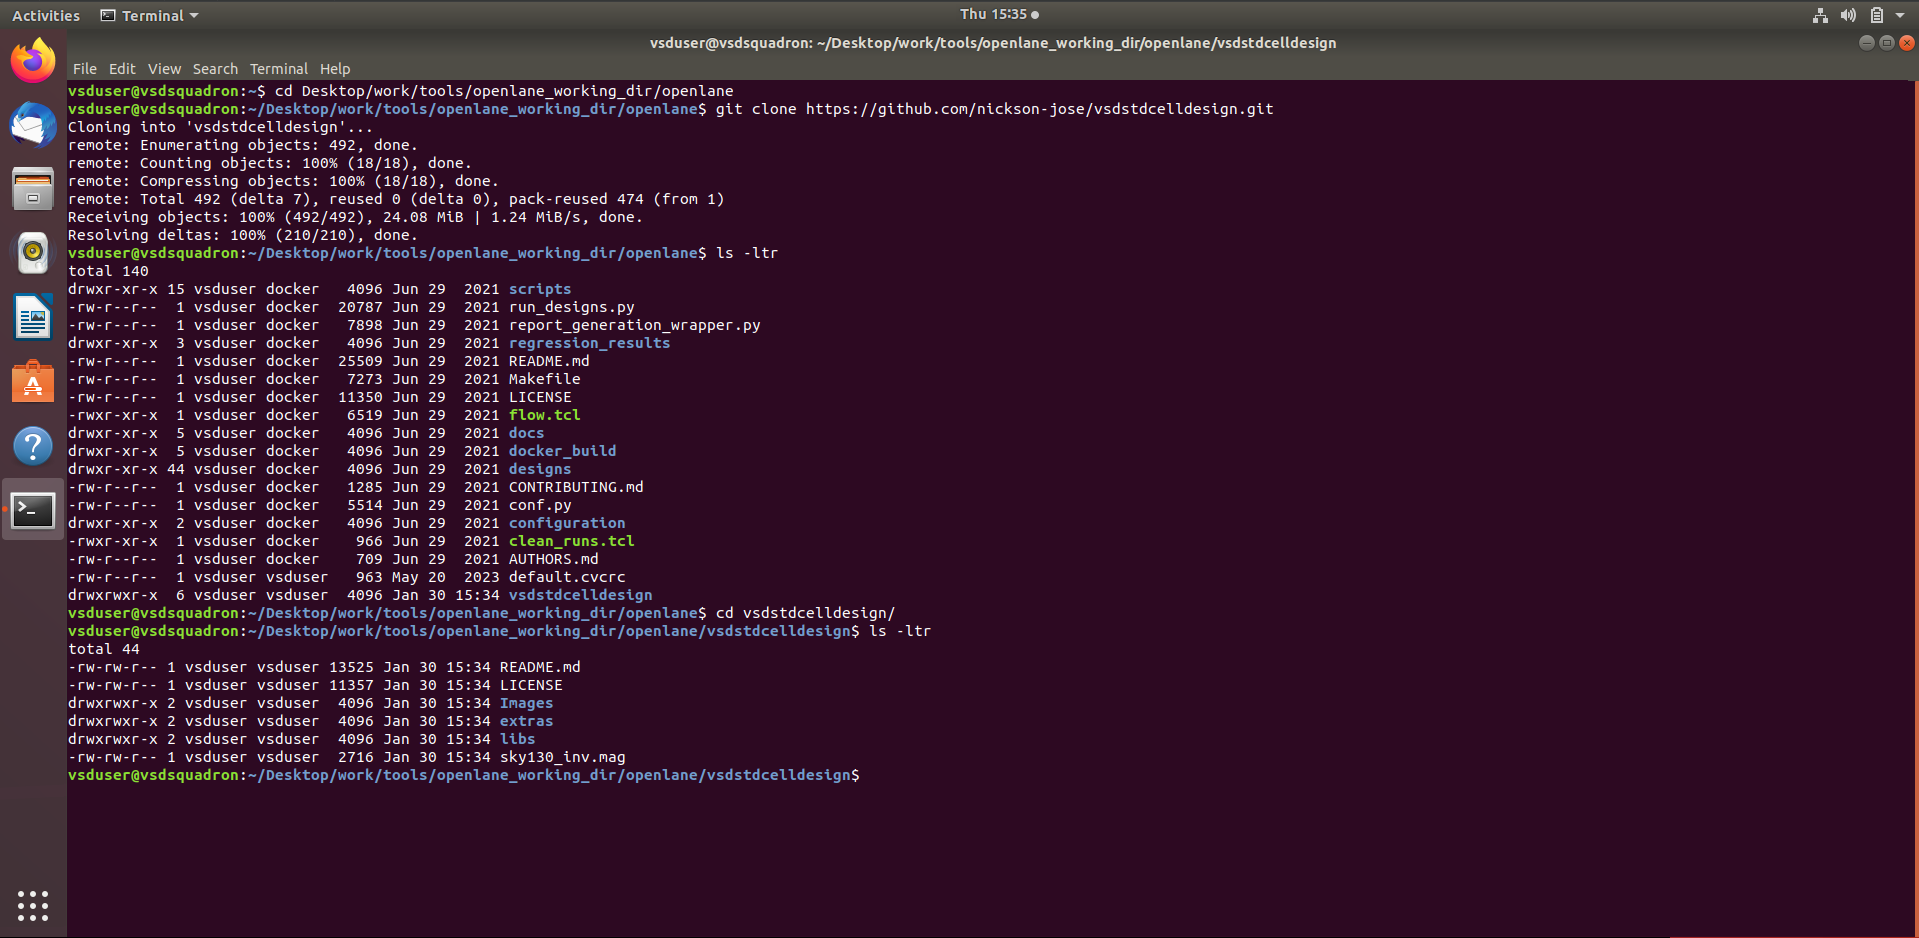 Activities Terminal Thu 15:35
vsduser@vsdsquadron: ~/Desktop/work/tools/openlane_working_dir/openlane/vsdstdcelldesign
File Edit View Search Terminal Help
vsduser@vsdsquadron:~$ cd Desktop/work/tools/openlane_working_dir/openlane
vsduser@vsdsquadron:~/Desktop/work/tools/openlane_working_dir/openlane$ git clone https://github.com/nickson-jose/vsdstdcelldesign.git
Cloning into 'vsdstdcelldesign'...
remote: Enumerating objects: 492, done.
remote: Counting objects: 100% (18/18), done.
remote: Compressing objects: 100% (18/18), done.
remote: Total 492 (delta 7), reused 0 (delta 0), pack-reused 474 (from 1)
Receiving objects: 100% (492/492), 24.08 MiB | 1.24 MiB/s, done.
Resolving deltas: 100% (210/210), done.
vsduser@vsdsquadron:~/Desktop/work/tools/openlane_working_dir/openlane$ ls -ltr
total 140
drwxr-xr-x 15 vsduser docker   4096 Jun 29  2021 scripts
-rw-r--r--  1 vsduser docker  20787 Jun 29  2021 run_designs.py
-rw-r--r--  1 vsduser docker   7898 Jun 29  2021 report_generation_wrapper.py
drwxr-xr-x  3 vsduser docker   4096 Jun 29  2021 regression_results
-rw-r--r--  1 vsduser docker  25509 Jun 29  2021 README.md
-rw-r--r--  1 vsduser docker   7273 Jun 29  2021 Makefile
-rw-r--r--  1 vsduser docker  11350 Jun 29  2021 LICENSE
-rwxr-xr-x  1 vsduser docker   6519 Jun 29  2021 flow.tcl
drwxr-xr-x  5 vsduser docker   4096 Jun 29  2021 docs
drwxr-xr-x  5 vsduser docker   4096 Jun 29  2021 docker_build
drwxr-xr-x 44 vsduser docker   4096 Jun 29  2021 designs
-rw-r--r--  1 vsduser docker   1285 Jun 29  2021 CONTRIBUTING.md
-rw-r--r--  1 vsduser docker   5514 Jun 29  2021 conf.py
drwxr-xr-x  2 vsduser docker   4096 Jun 29  2021 configuration
-rwxr-xr-x  1 vsduser docker    966 Jun 29  2021 clean_runs.tcl
-rw-r--r--  1 vsduser docker    709 Jun 29  2021 AUTHORS.md
-rw-r--r--  1 vsduser vsduser   963 May 20  2023 default.cvcrc
drwxrwxr-x  6 vsduser vsduser  4096 Jan 30 15:34 vsdstdcelldesign
vsduser@vsdsquadron:~/Desktop/work/tools/openlane_working_dir/openlane$ cd vsdstdcelldesign/
vsduser@vsdsquadron:~/Desktop/work/tools/openlane_working_dir/openlane/vsdstdcelldesign$ ls -ltr
total 44
-rw-rw-r-- 1 vsduser vsduser 13525 Jan 30 15:34 README.md
-rw-rw-r-- 1 vsduser vsduser 11357 Jan 30 15:34 LICENSE
drwxrwxr-x 2 vsduser vsduser  4096 Jan 30 15:34 Images
drwxrwxr-x 2 vsduser vsduser  4096 Jan 30 15:34 extras
drwxrwxr-x 2 vsduser vsduser  4096 Jan 30 15:34 libs
-rw-rw-r-- 1 vsduser vsduser  2716 Jan 30 15:34 sky130_inv.mag
vsduser@vsdsquadron:~/Desktop/work/tools/openlane_working_dir/openlane/vsdstdcelldesign$